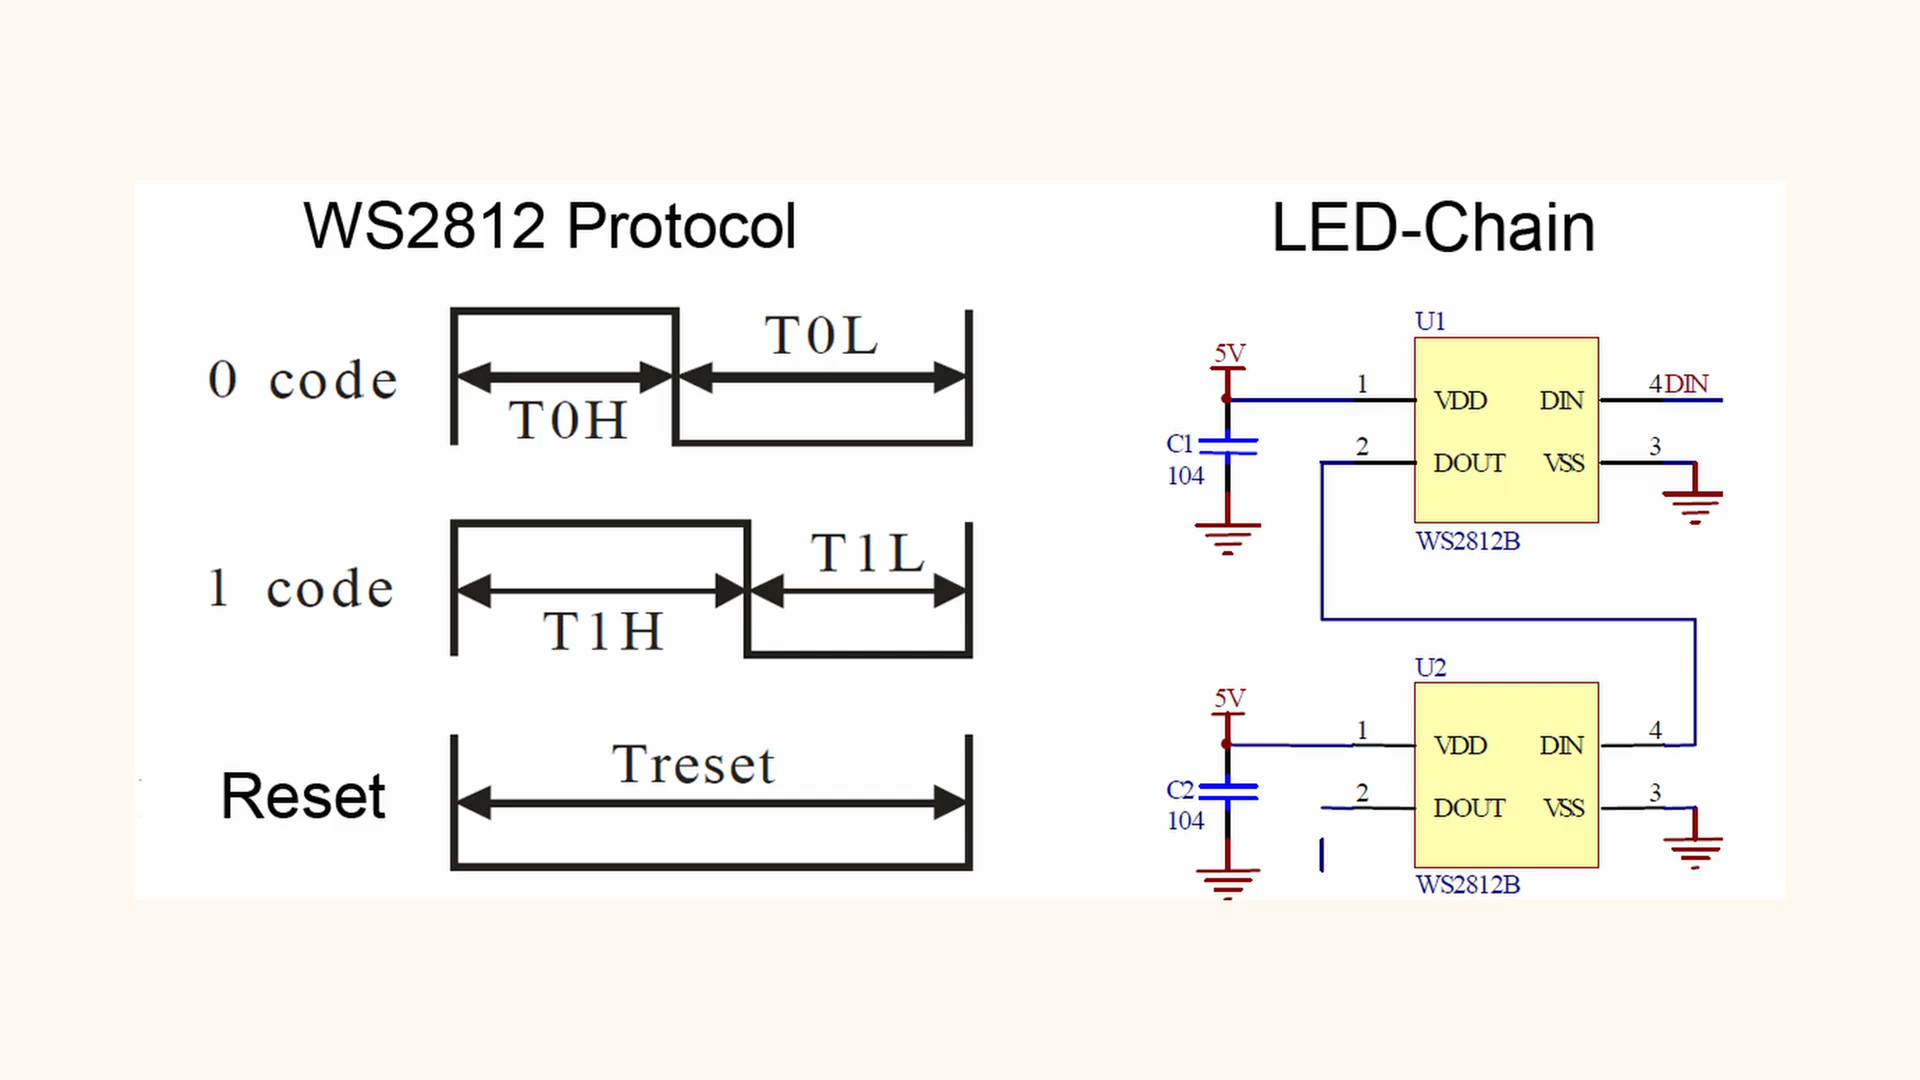 WS2812 Protocol
0 code
T0H
T0L
1 code
T1H
T1L
Reset
Treset
LED-Chain
U1
5V
1
VDD
DIN
4
DIN
C1
104
2
DOUT
VSS
3
WS2812B
U2
5V
1
VDD
DIN
4
C2
104
2
DOUT
VSS
3
WS2812B